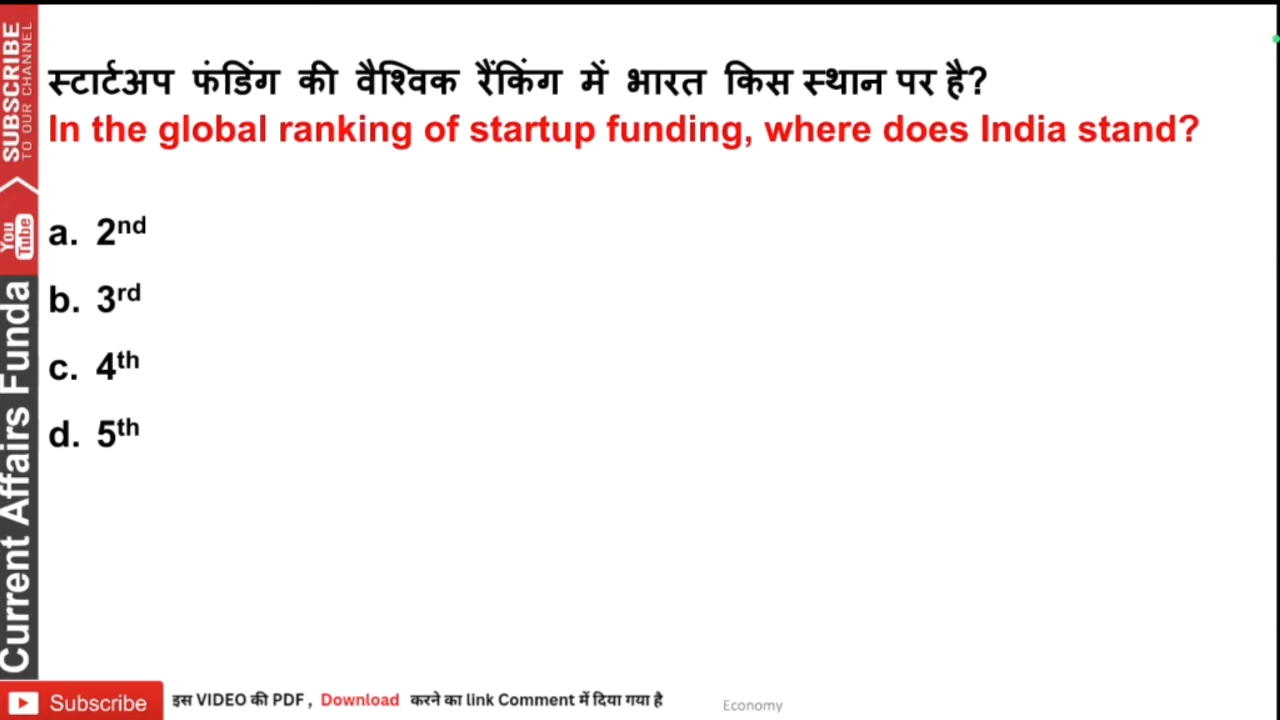 स्टार्टअप फंडिंग की वैश्विक रैंकिंग में भारत किस स्थान पर है?
In the global ranking of startup funding, where does India stand?
a. 2nd
b. 3rd
c. 4th
d. 5th
SUBSCRIBE
TO OUR CHANNEL
You
Tube
Current Affairs Funda
Subscribe
इस VIDEO की PDF , Download करने का link Comment में दिया गया है
Economy